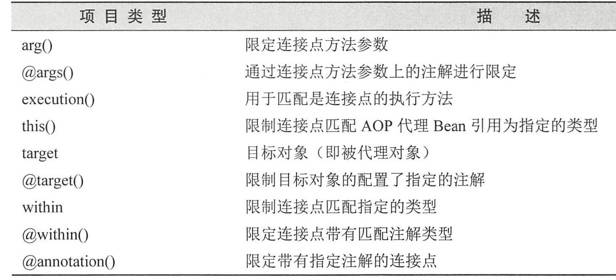 项目类型 描述
arg() 限定连接点方法参数
@args() 通过连接点方法参数上的注解进行限定
execution() 用于匹配是连接点的执行方法
this() 限制连接点匹配 AOP 代理 Bean 引用为指定的类型
target 目标对象（即被代理对象）
@target() 限制目标对象的配置了指定的注解
within 限制连接点匹配指定的类型
@within() 限定连接点带有匹配注解类型
@annotation() 限定带有指定注解的连接点